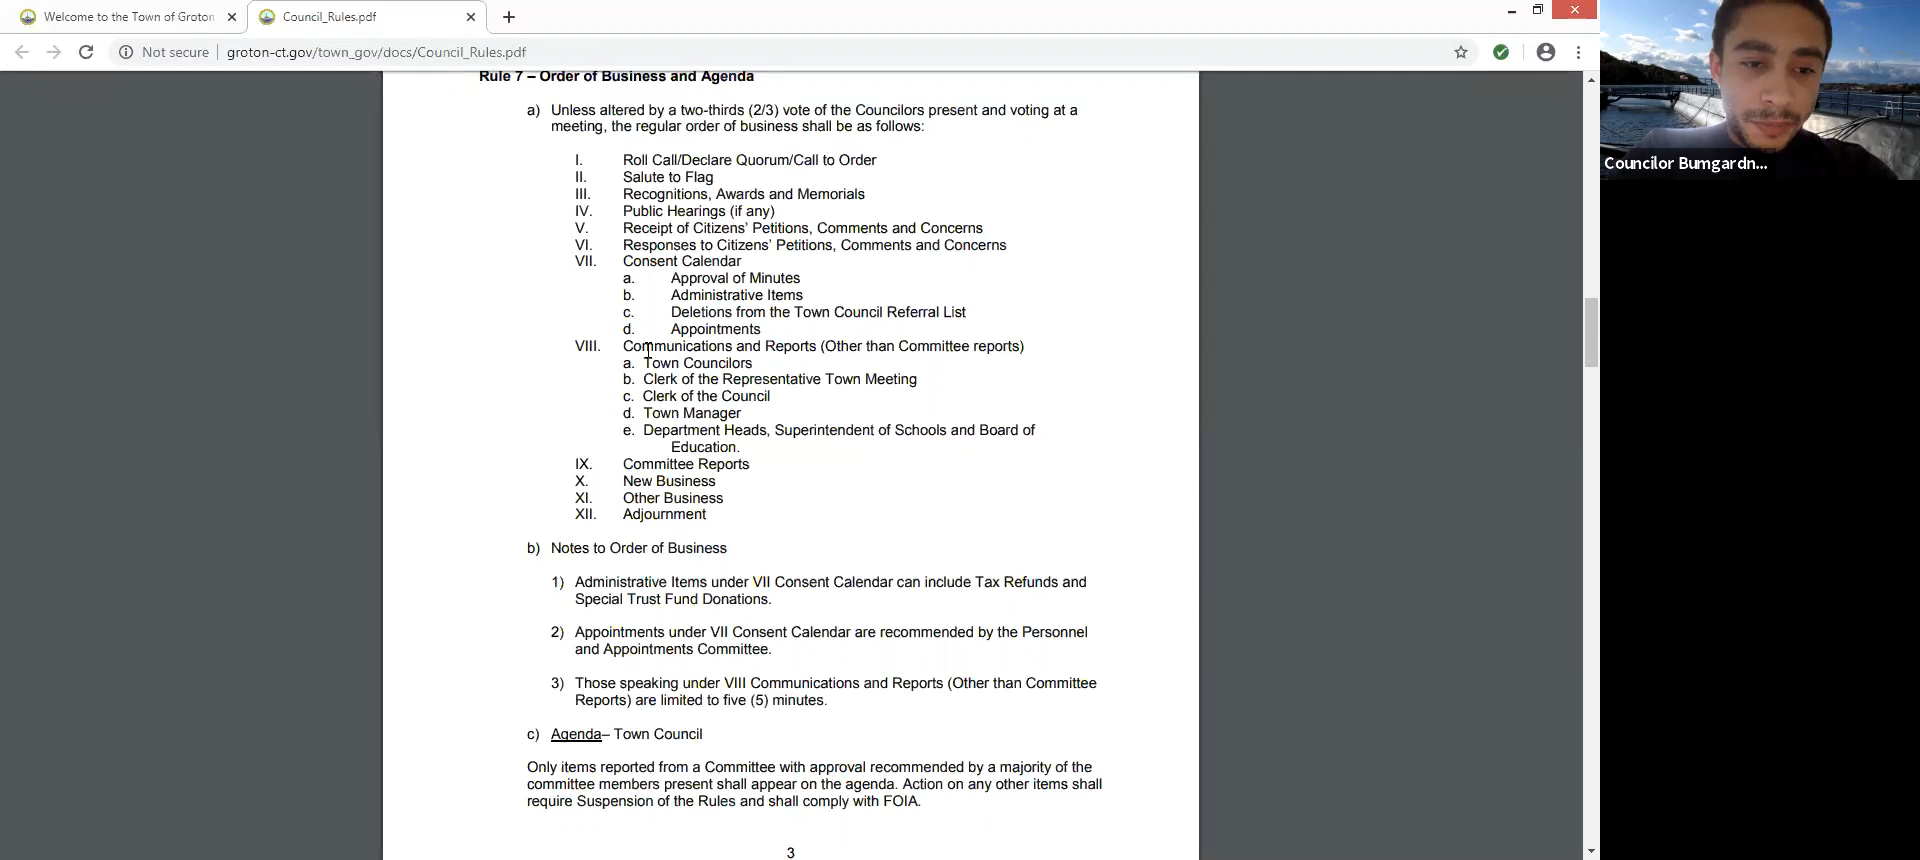 Welcome to the Town of Groton
Council_Rules.pdf
Not secure groton-ct.gov/town_gov/docs/Council_Rules.pdf
Rule 7 – Order of Business and Agenda
a) Unless altered by a two-thirds (2/3) vote of the Councilors present and voting at a
meeting, the regular order of business shall be as follows:
I. Roll Call/Declare Quorum/Call to Order
II. Salute to Flag
III. Recognitions, Awards and Memorials
IV. Public Hearings (if any)
V. Receipt of Citizens' Petitions, Comments and Concerns
VI. Responses to Citizens' Petitions, Comments and Concerns
VII. Consent Calendar
a. Approval of Minutes
b. Administrative Items
c. Deletions from the Town Council Referral List
d. Appointments
VIII. Communications and Reports (Other than Committee reports)
a. Town Councilors
b. Clerk of the Representative Town Meeting
c. Clerk of the Council
d. Town Manager
e. Department Heads, Superintendent of Schools and Board of
Education.
IX. Committee Reports
X. New Business
XI. Other Business
XII. Adjournment
b) Notes to Order of Business
1) Administrative Items under VII Consent Calendar can include Tax Refunds and
Special Trust Fund Donations.
2) Appointments under VII Consent Calendar are recommended by the Personnel
and Appointments Committee.
3) Those speaking under VIII Communications and Reports (Other than Committee
Reports) are limited to five (5) minutes.
c) Agenda– Town Council
Only items reported from a Committee with approval recommended by a majority of the
committee members present shall appear on the agenda. Action on any other items shall
require Suspension of the Rules and shall comply with FOIA.
3
Councilor Bumgardn...